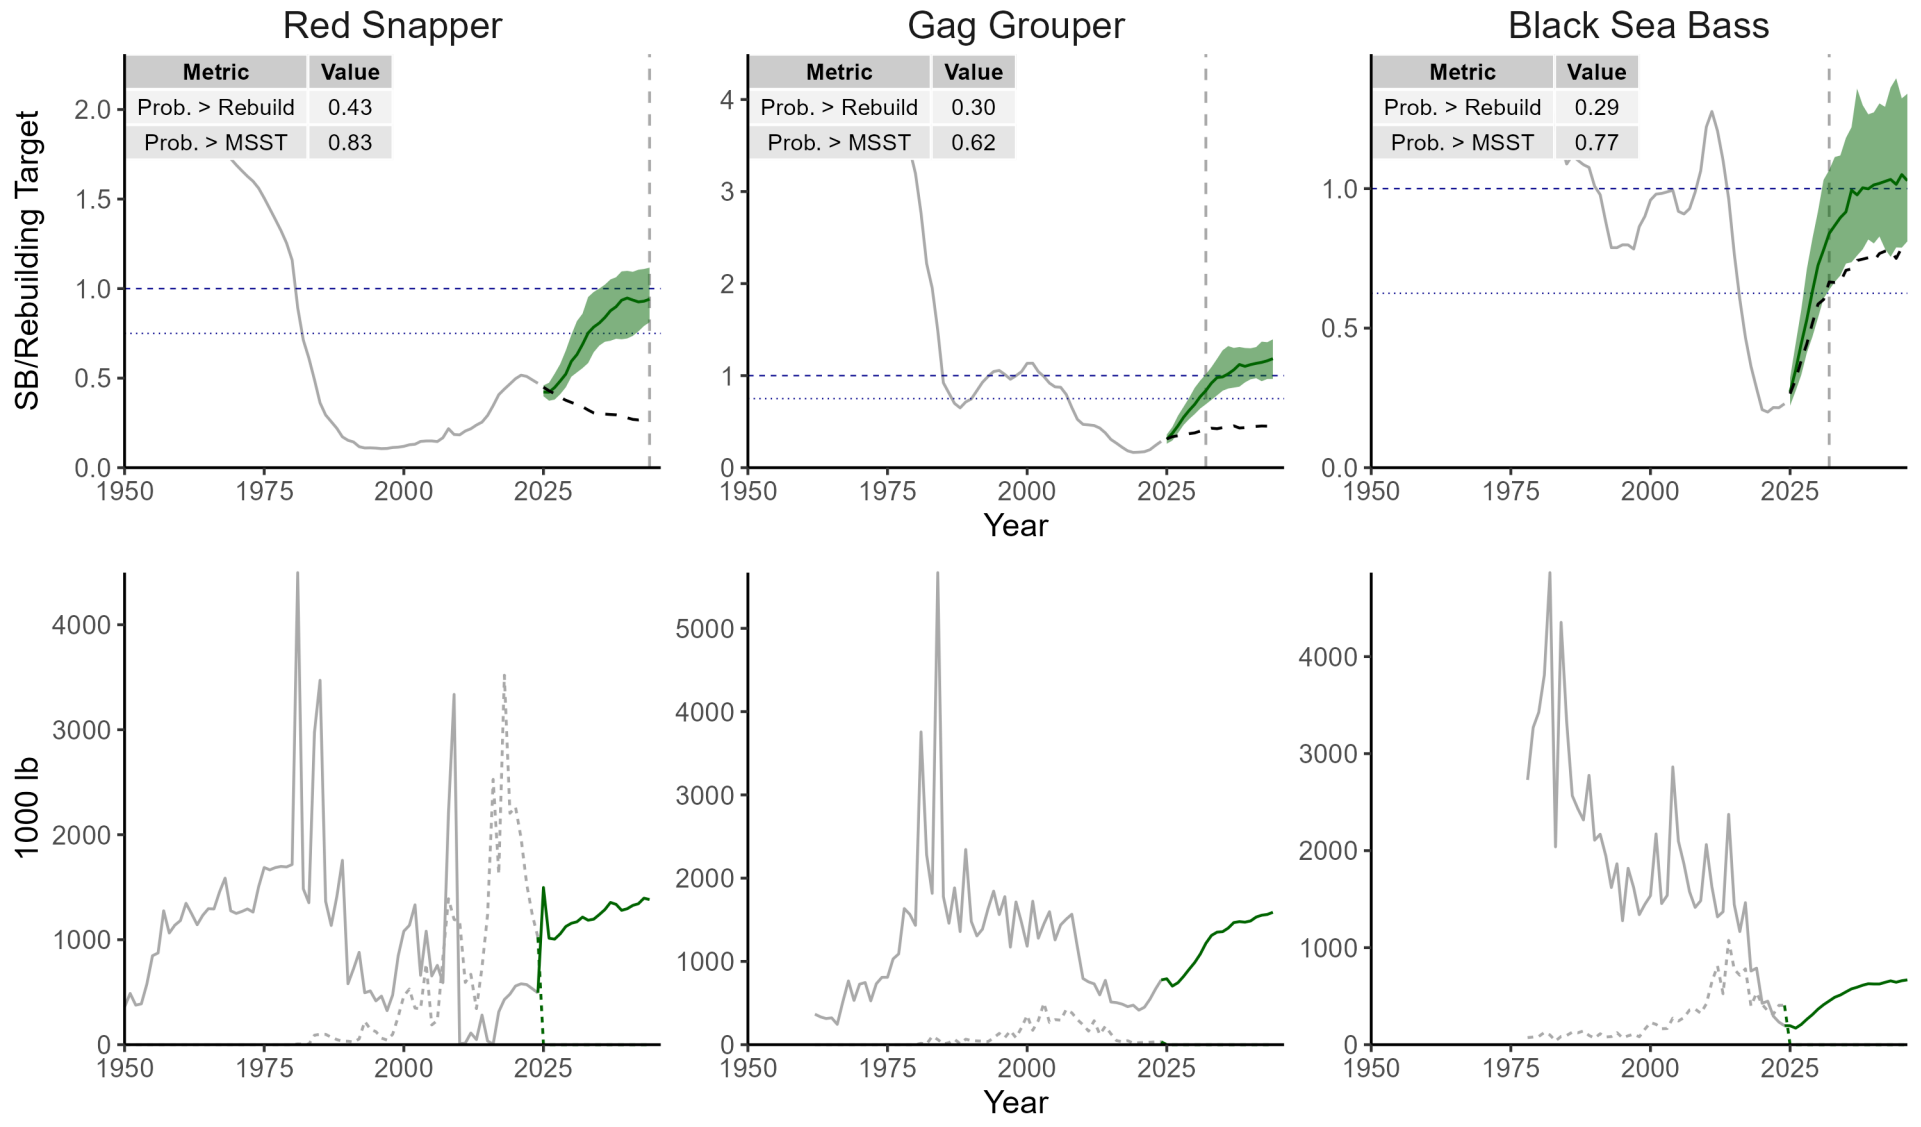 Red Snapper
Gag Grouper
Black Sea Bass
Metric Value
Prob. > Rebuild 0.43
Prob. > MSST 0.83
Metric Value
Prob. > Rebuild 0.30
Prob. > MSST 0.62
Metric Value
Prob. > Rebuild 0.29
Prob. > MSST 0.77
SB/Rebuilding Target
2.0
1.5
1.0
0.5
0.0
1950 1975 2000 2025
4
3
2
1
0
1950 1975 2000 2025
1.0
0.5
0.0
1950 1975 2000 2025
Year
1000 lb
4000
3000
2000
1000
0
1950 1975 2000 2025
5000
4000
3000
2000
1000
0
1950 1975 2000 2025
4000
3000
2000
1000
0
1950 1975 2000 2025
Year